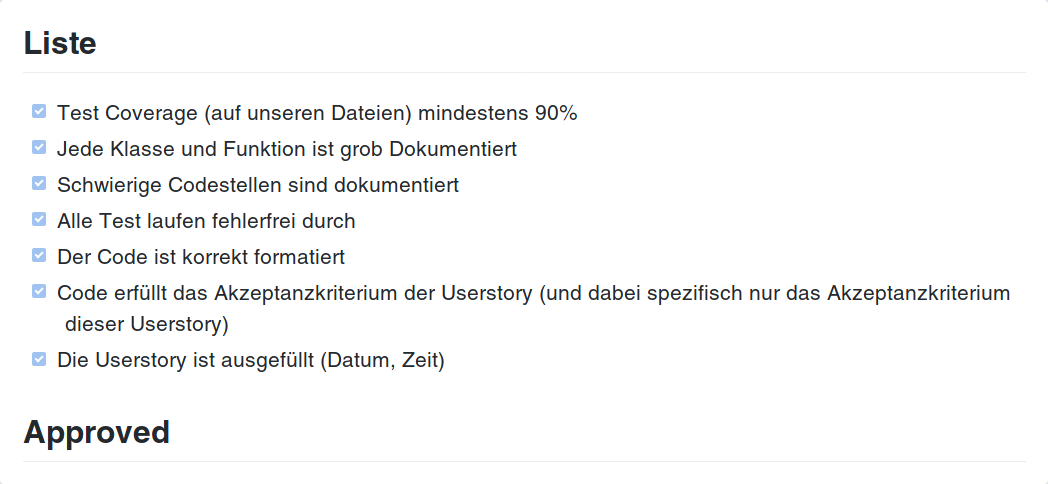 Liste
Test Coverage (auf unseren Dateien) mindestens 90%
Jede Klasse und Funktion ist grob Dokumentiert
Schwierige Codestellen sind dokumentiert
Alle Test laufen fehlerfrei durch
Der Code ist korrekt formatiert
Code erfüllt das Akzeptanzkriterium der Userstory (und dabei spezifisch nur das Akzeptanzkriterium
dieser Userstory)
Die Userstory ist ausgefüllt (Datum, Zeit)
Approved